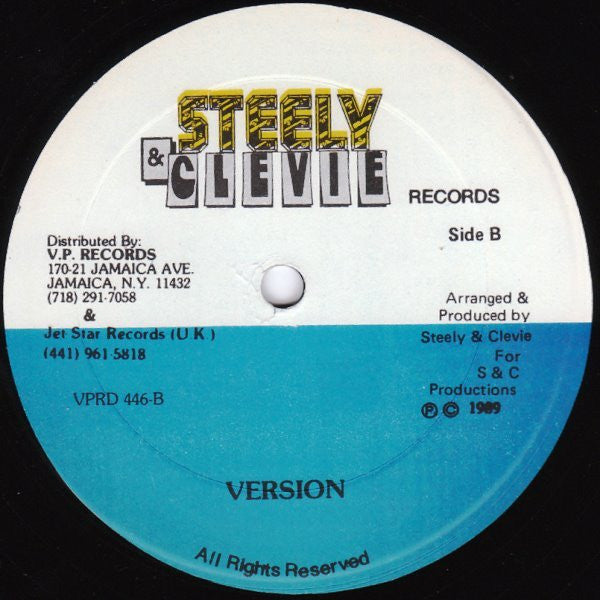 STEELY
& CLEVIE
RECORDS
Side B
Distributed By:
V.P. RECORDS
170-21 JAMAICA AVE.
JAMAICA, N.Y. 11432
(718) 291-7058
&
Jet Star Records (U K )
(441) 961-5818
VPRD 446-B
Arranged &
Produced by
Steely & Clevie
For
S & C
Productions
Ⓟ © 1989
VERSION
All Rights Reserved